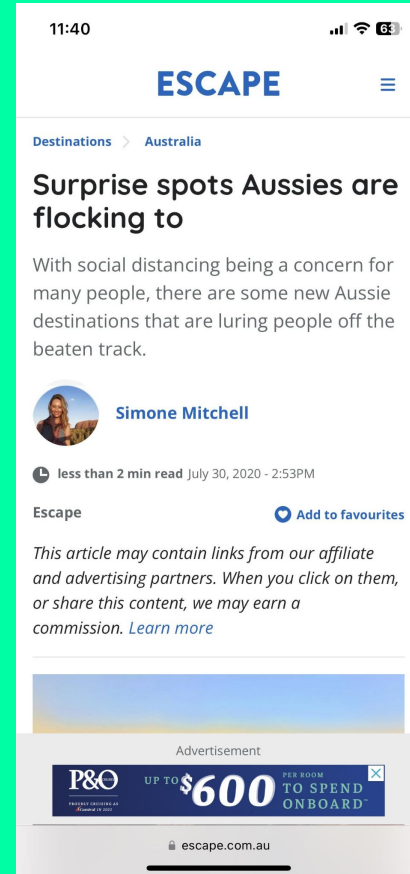 11:40
63
ESCAPE
Destinations > Australia
Surprise spots Aussies are
flocking to
With social distancing being a concern for
many people, there are some new Aussie
destinations that are luring people off the
beaten track.
Simone Mitchell
less than 2 min read July 30, 2020 - 2:53PM
Escape
Add to favourites
This article may contain links from our affiliate
and advertising partners. When you click on them,
or share this content, we may earn a
commission. Learn more
Advertisement
P&O
UP TO $600 PER ROOM
TO SPEND
ONBOARD
escape.com.au